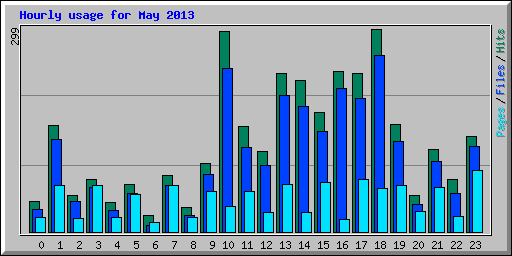 Hourly usage for May 2013
299
Pages/Files/Hits
0 1 2 3 4 5 6 7 8 9 10 11 12 13 14 15 16 17 18 19 20 21 22 23